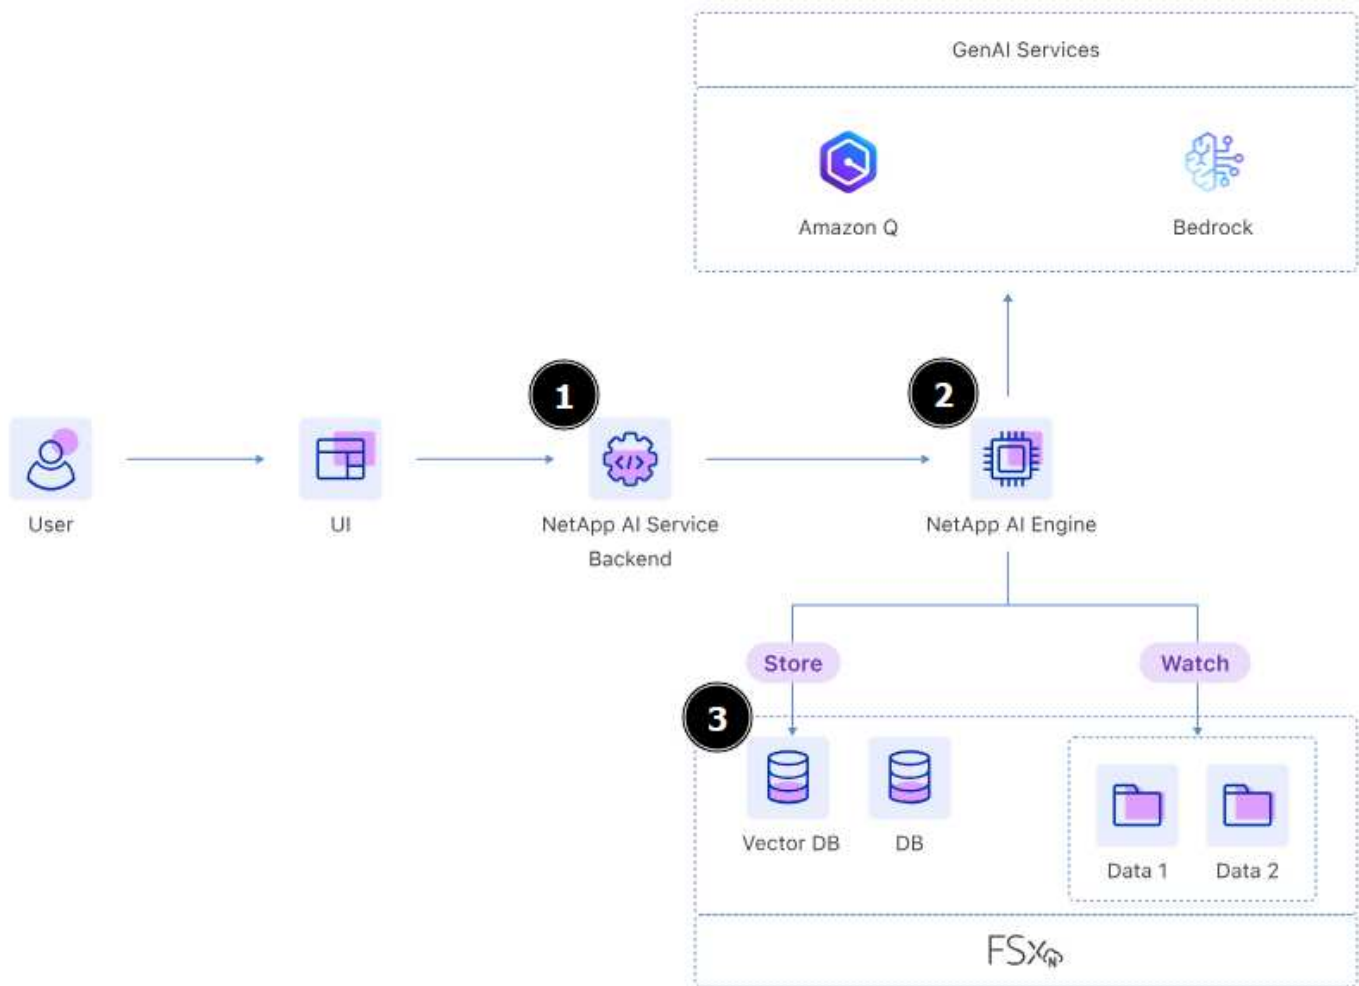 GenAI Services
Amazon Q
Bedrock
1
2
User
UI
NetApp AI Service
Backend
NetApp AI Engine
Store
Watch
3
Vector DB
DB
Data 1
Data 2
FSxN